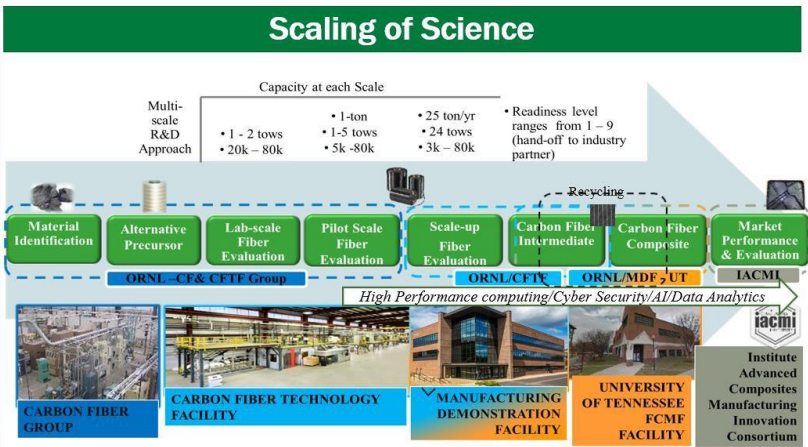 Scaling of Science
Capacity at each Scale
Multi-
scale
R&D
Approach
• 1 - 2 tows
• 20k – 80k
• 1-ton
• 1-5 tows
• 5k -80k
• 25 ton/yr
• 24 tows
• 3k – 80k
• Readiness level
ranges from 1 – 9
(hand-off to industry
partner)
Recycling
Material
Identification
Alternative
Precursor
Lab-scale
Fiber
Evaluation
Pilot Scale
Fiber
Evaluation
Scale-up
Fiber
Evaluation
Carbon Fiber
Intermediate
Carbon Fiber
Composite
Market
Performance
& Evaluation
ORNL –CF& CFTF Group
ORNL/CFTF
ORNL/MDF, UT
IACMI
High Performance computing/Cyber Security/AI/Data Analytics
iacmi
CARBON FIBER
GROUP
CARBON FIBER TECHNOLOGY
FACILITY
MANUFACTURING
DEMONSTRATION
FACILITY
UNIVERSITY
OF TENNESSEE
FCMF
FACILITY
Institute
Advanced
Composites
Manufacturing
Innovation
Consortium